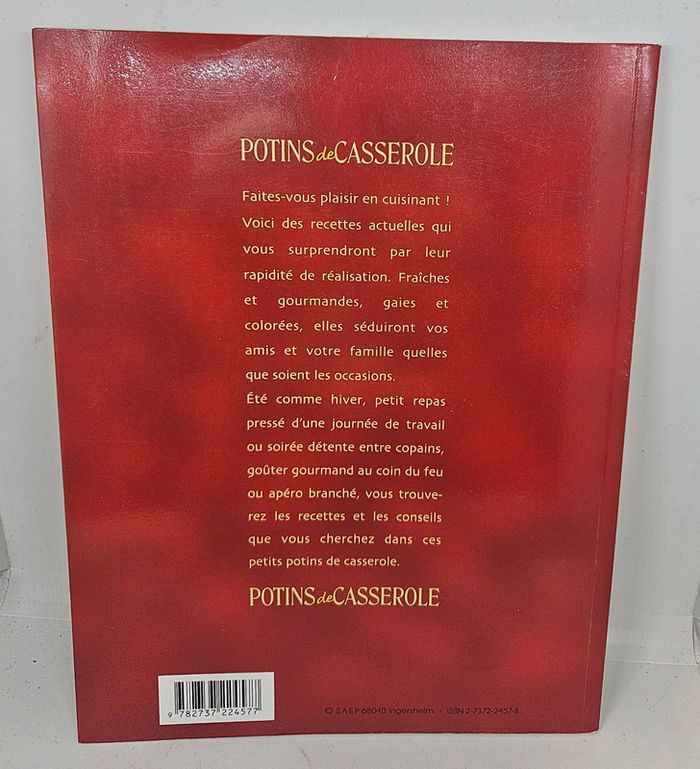 POTINS de CASSEROLE
Faites-vous plaisir en cuisinant !
Voici des recettes actuelles qui
vous surprendront par leur
rapidité de réalisation. Fraîches
et gourmandes, gaies et
colorées, elles séduiront vos
amis et votre famille quelles
que soient les occasions.
Été comme hiver, petit repas
pressé d'une journée de travail
ou soirée détente entre copains,
goûter gourmand au coin du feu
ou apéro branché, vous trouve-
rez les recettes et les conseils
que vous cherchez dans ces
petits potins de casserole.
POTINS de CASSEROLE
9 782737 224577
© S.A.E.P. 68040 Ingersheim - ISBN 2-7372-2457-8